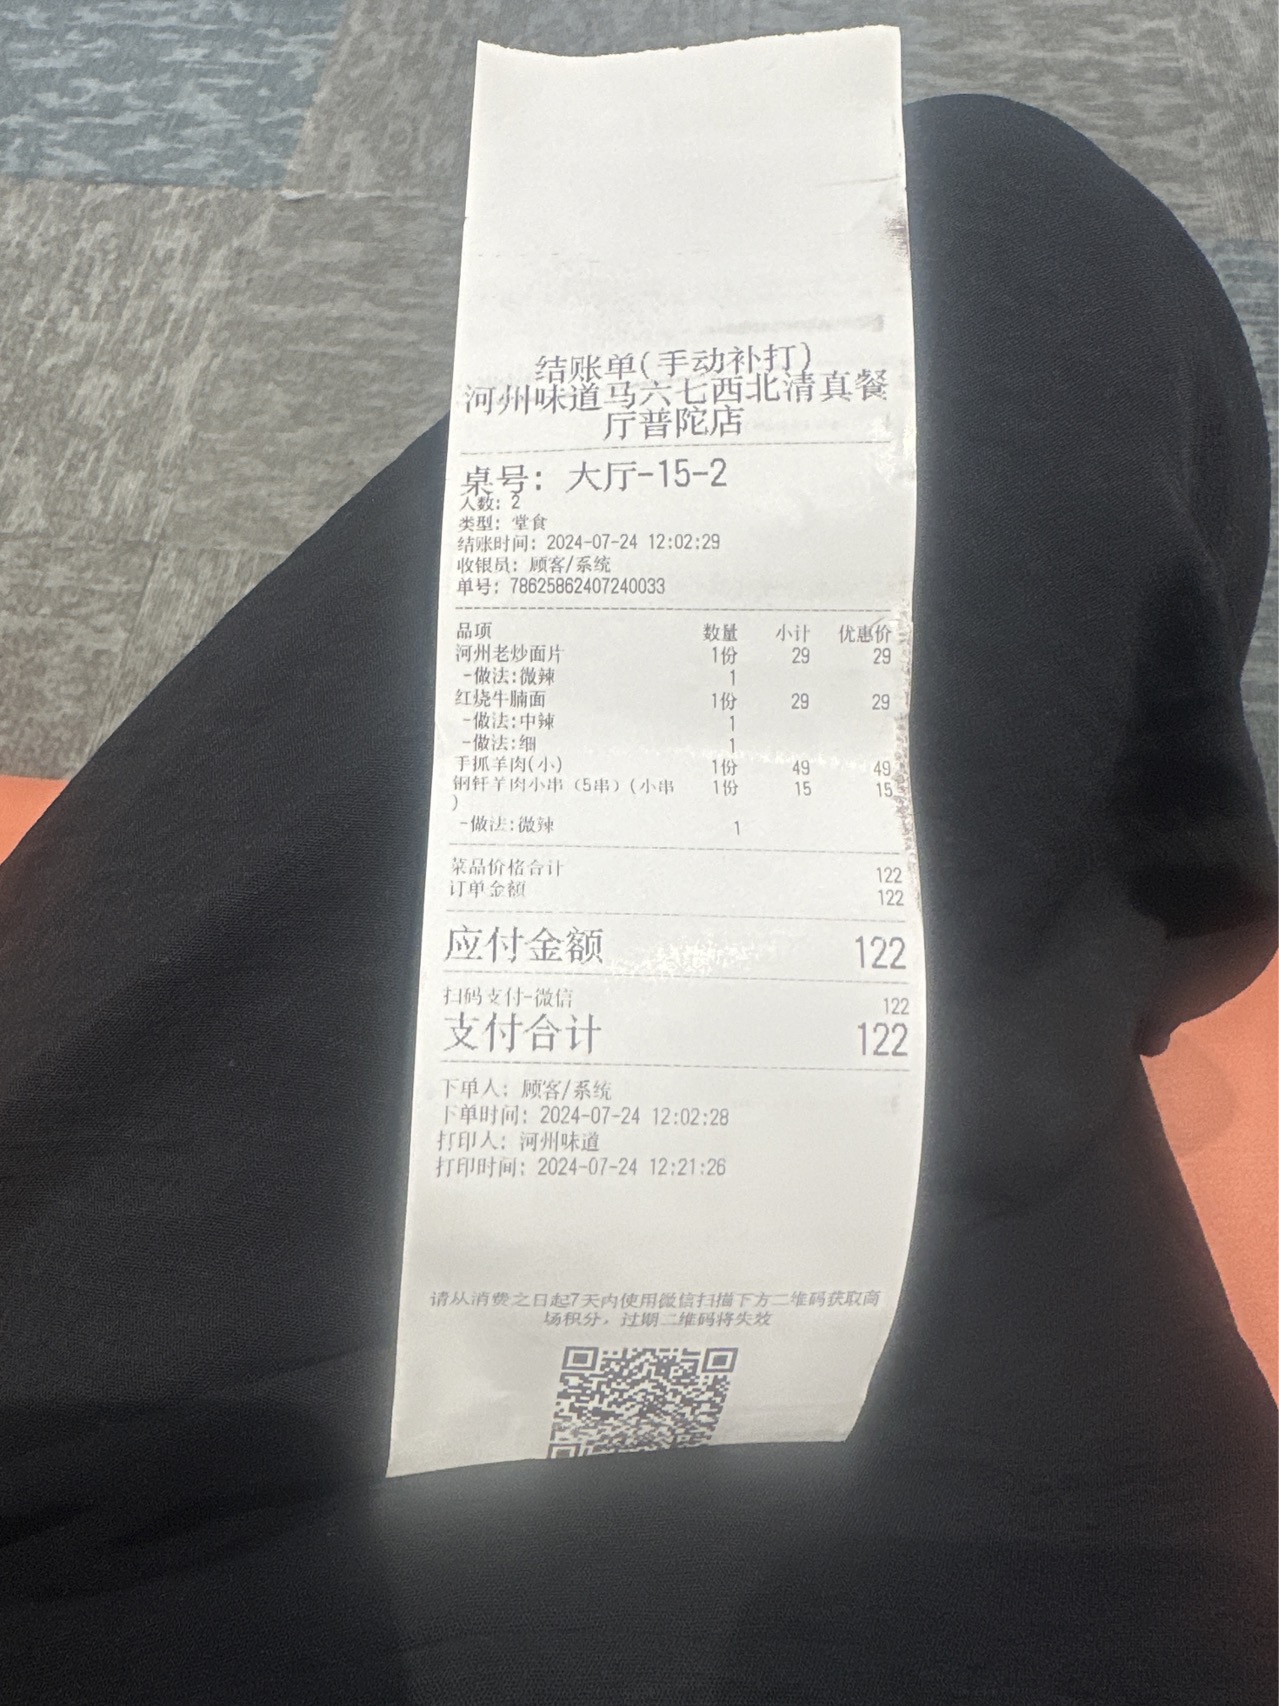 结账单(手动补打)
河州味道马六七西北清真餐
厅普陀店
桌号: 大厅-15-2
人数: 2
类型: 堂食
结账时间: 2024-07-24 12:02:29
收银员: 顾客/系统
单号: 78625862407240033
品项 数量 小计 优惠价
河州老炒面片 1份 29 29
-做法:微辣 1
红烧牛腩面 1份 29 29
-做法:中辣 1
-做法:细 1
手抓羊肉(小) 1份 49 49
钢钎羊肉小串（5串）(小串 1份 15 15
)
-做法:微辣 1
菜品价格合计 122
订单金额 122
应付金额 122
扫码支付-微信 122
支付合计 122
下单人: 顾客/系统
下单时间: 2024-07-24 12:02:28
打印人: 河州味道
打印时间: 2024-07-24 12:21:26
请从消费之日起7天内使用微信扫描下方二维码获取商
场积分，过期二维码将失效